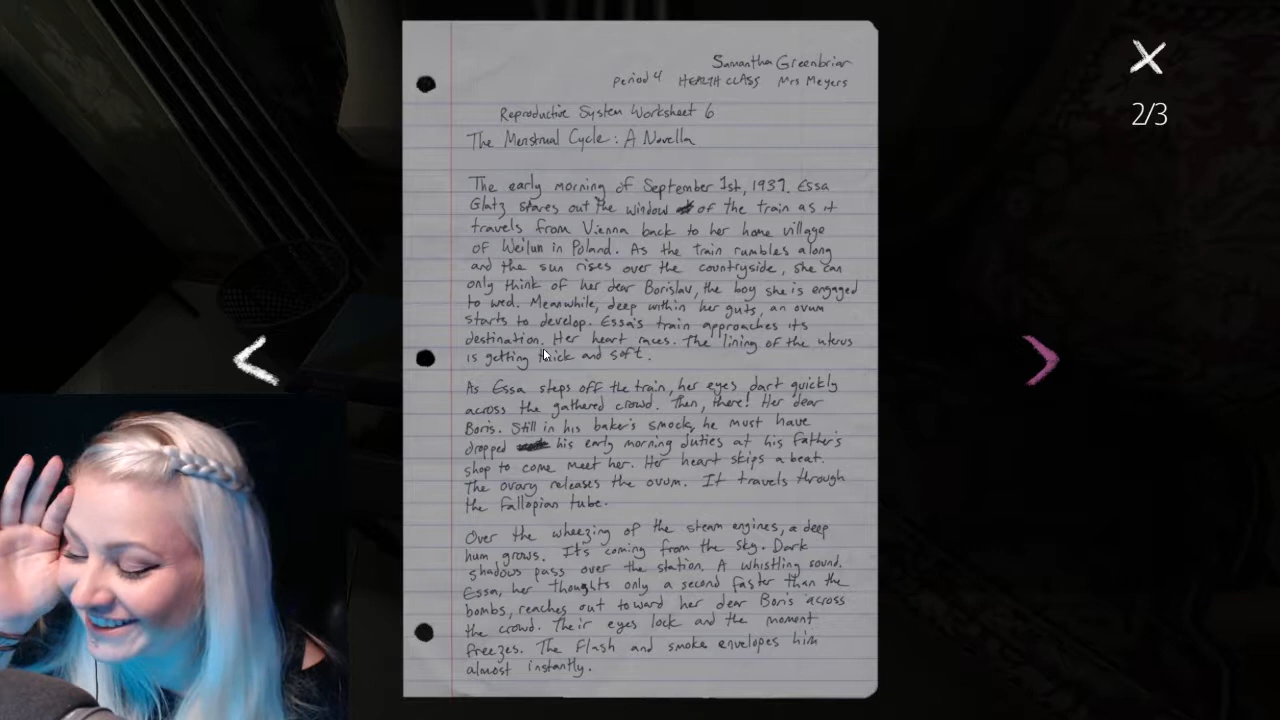 2/3
Samantha Greenbriar
period 4 HEALTH CLASS Mrs Meyers
Reproductive System Worksheet 6
The Menstrual Cycle: A Novella
The early morning of September 1st, 1937. Essa
Glatz stares out the window of the train as it
travels from Vienna back to her home village
of Weilun in Poland. As the train rumbles along
and the sun rises over the countryside, she can
only think of her dear Borislav, the boy she is engaged
to wed. Meanwhile, deep within her guts, an ovum
starts to develop. Essa's train approaches its
destination. Her heart races. The lining of the uterus
is getting thick and soft.
As Essa steps off the train, her eyes dart quickly
across the gathered crowd. Then, there! Her dear
Boris. Still in his baker's smock, he must have
dropped his early morning duties at his father's
shop to come meet her. Her heart skips a beat.
The ovary releases the ovum. It travels through
the fallopian tube.
Over the wheezing of the steam engines, a deep
hum grows. It's coming from the sky. Dark
shadows pass over the station. A whistling sound.
Essa, her thoughts only a second faster than the
bombs, reaches out toward her dear Boris across
the crowd. Their eyes lock and the moment
freezes. The flash and smoke envelopes him
almost instantly.